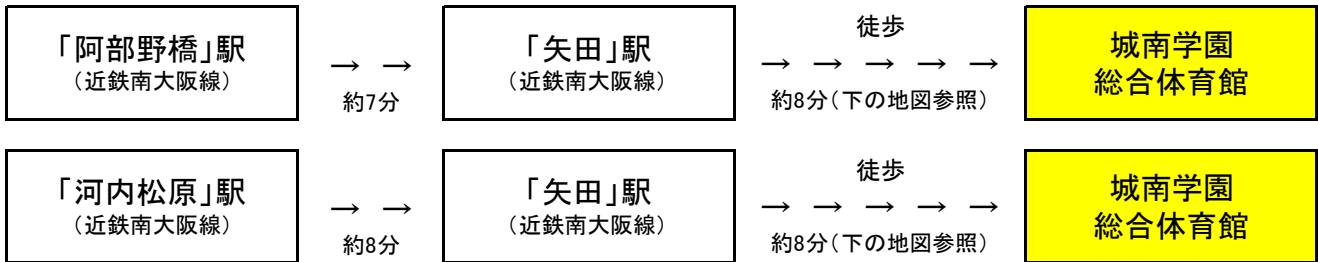 「阿部野橋」駅
（近鉄南大阪線）
→ →
約7分
「矢田」駅
（近鉄南大阪線）
徒歩
→ → → → →
約8分（下の地図参照）
城南学園
総合体育館
「河内松原」駅
（近鉄南大阪線）
→ →
約8分
「矢田」駅
（近鉄南大阪線）
徒歩
→ → → → →
約8分（下の地図参照）
城南学園
総合体育館